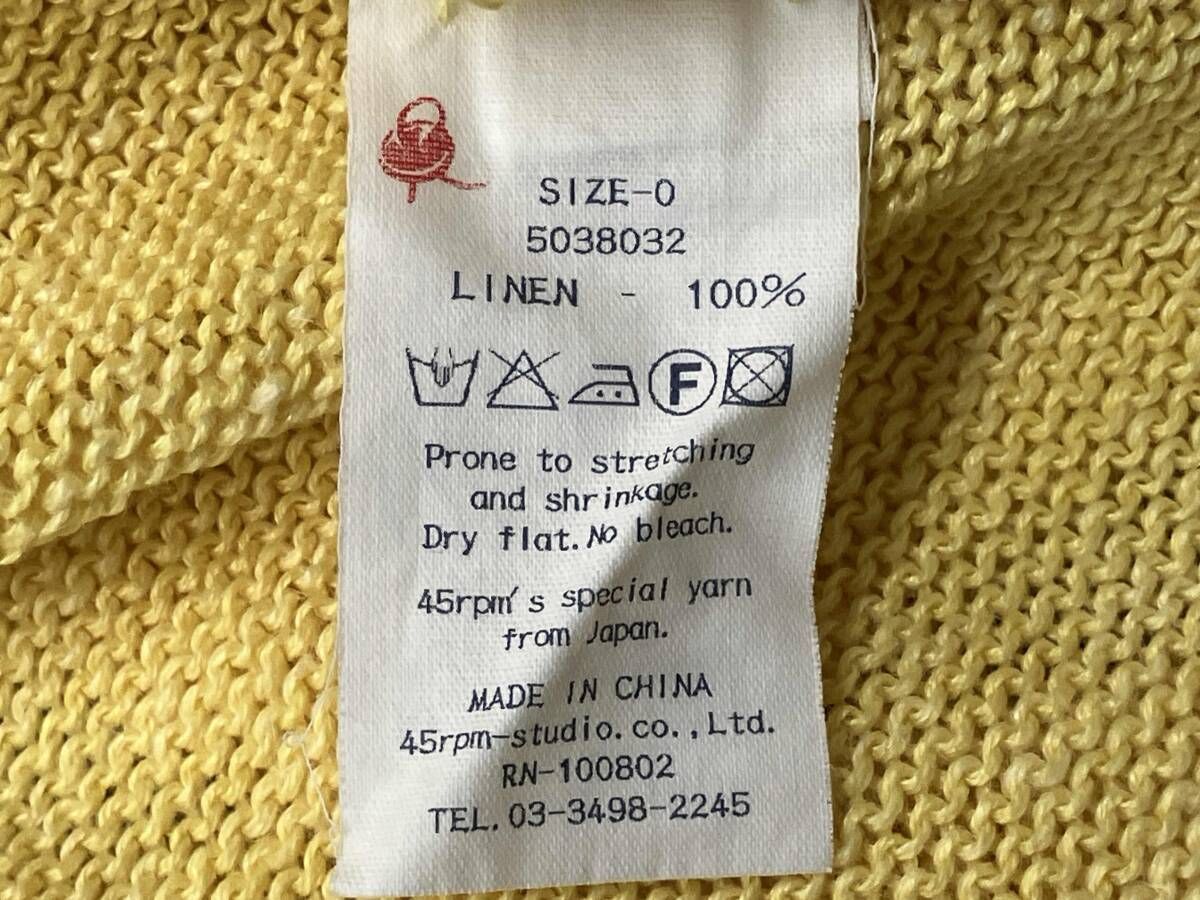 SIZE-0
5038032
LINEN - 100%
F
Prone to stretching
and shrinkage.
Dry flat. No bleach.
45rpm's special yarn
from Japan.
MADE IN CHINA
45rpm-studio.co.,Ltd.
RN-100802
TEL.03-3498-2245